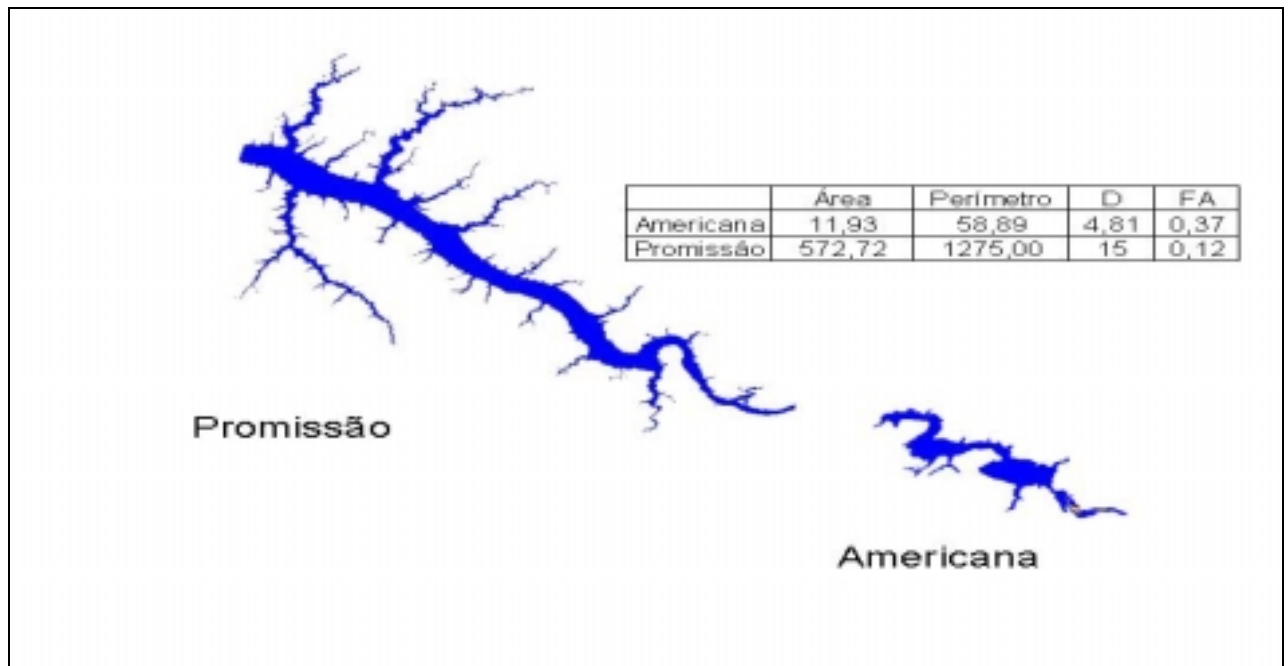 Área Perímetro D FA
Americana 11,93 58,89 4,81 0,37
Promissão 572,72 1275,00 15 0,12
Promissão
Americana